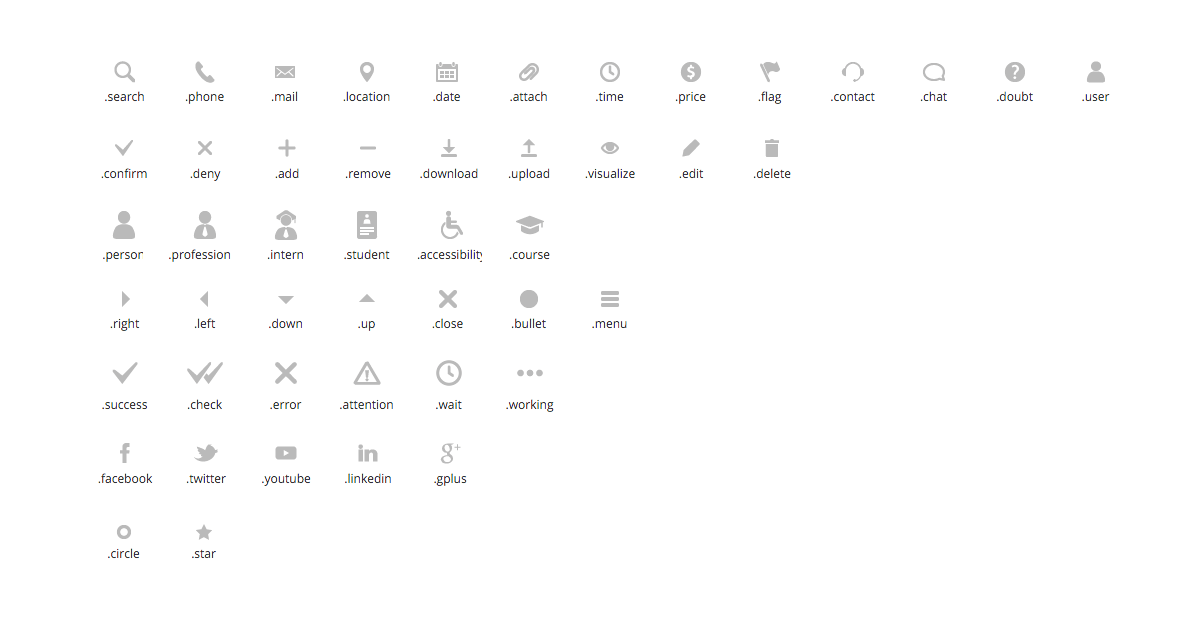 .search .phone .mail .location .date .attach .time .price .flag .contact .chat .doubt .user
.confirm .deny .add .remove .download .upload .visualize .edit .delete
.person .profession .intern .student .accessibility .course
.right .left .down .up .close .bullet .menu
.success .check .error .attention .wait .working
.facebook .twitter .youtube .linkedin .gplus
.circle .star